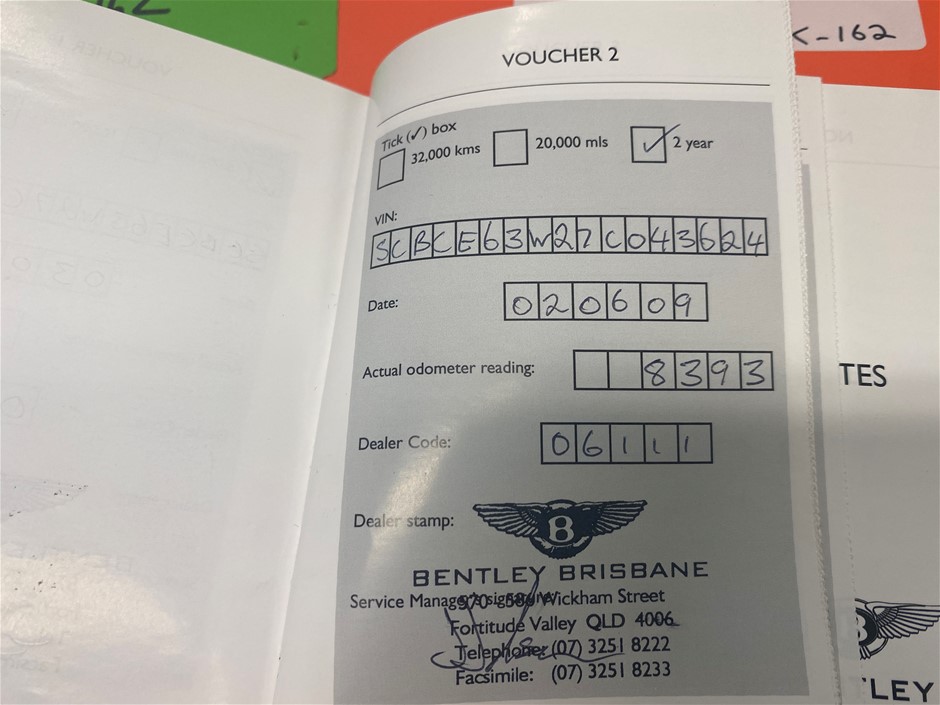 <-162
VOUCHER 2
Tick (✓) box
32,000 kms
20,000 mls
✓ 2 year
VIN:
SCBCE63W27C043624
Date:
020609
Actual odometer reading:
8393
Dealer Code:
06111
Dealer stamp:
B
BENTLEY BRISBANE
Service Manager's signature
570 - 586 Wickham Street
Fortitude Valley QLD 4006
Telephone: (07) 3251 8222
Facsimile: (07) 3251 8233
TES
B
TLEY